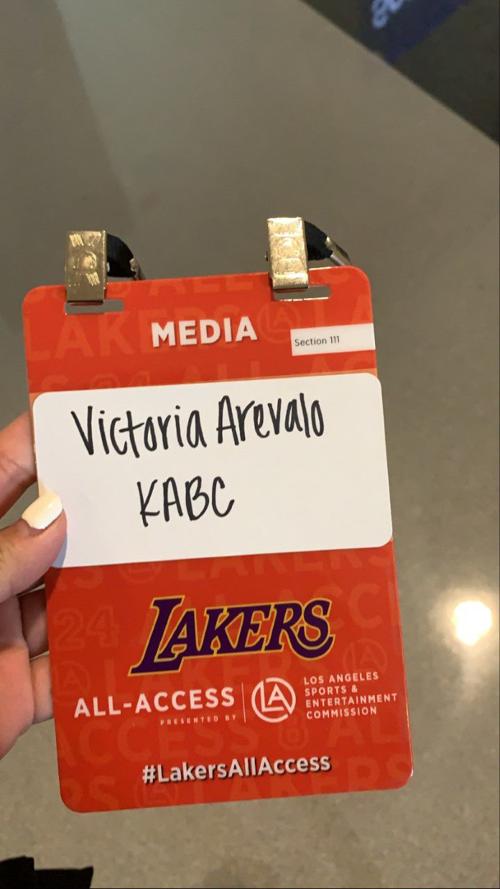 MEDIA
Section 111
Victoria Arevalo
KABC
LAKERS
ALL-ACCESS
PRESENTED BY
LA
LOS ANGELES
SPORTS &
ENTERTAINMENT
COMMISSION
#LakersAllAccess